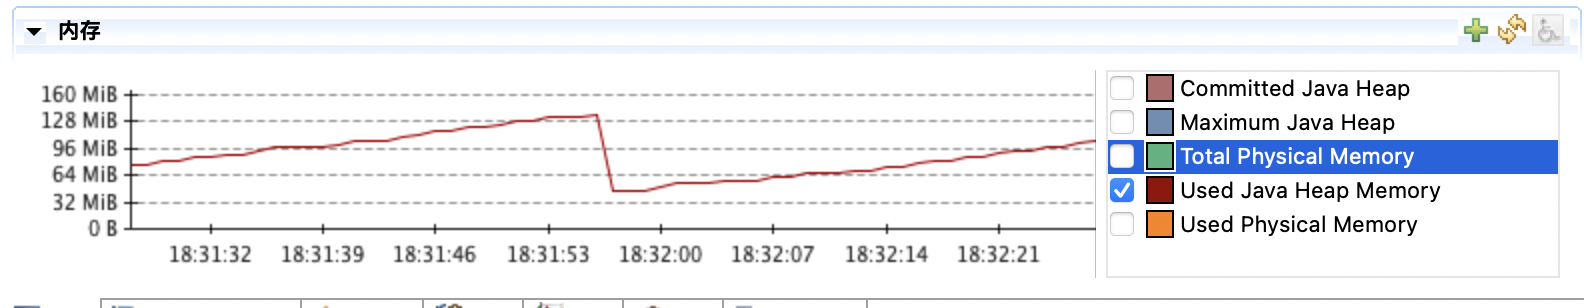 内存
160 MiB
128 MiB
96 MiB
64 MiB
32 MiB
0 B
18:31:32 18:31:39 18:31:46 18:31:53 18:32:00 18:32:07 18:32:14 18:32:21
Committed Java Heap
Maximum Java Heap
Total Physical Memory
Used Java Heap Memory
Used Physical Memory